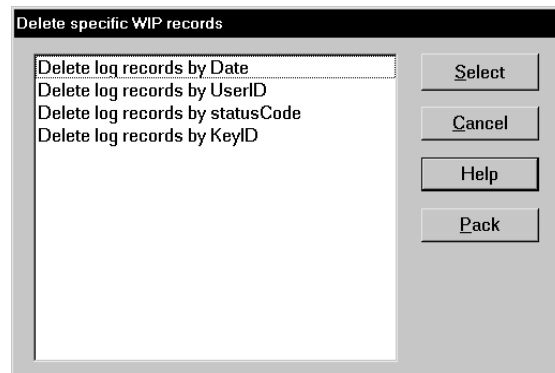 Delete specific WIP records
Delete log records by Date
Delete log records by UserID
Delete log records by statusCode
Delete log records by KeyID
Select
Cancel
Help
Pack